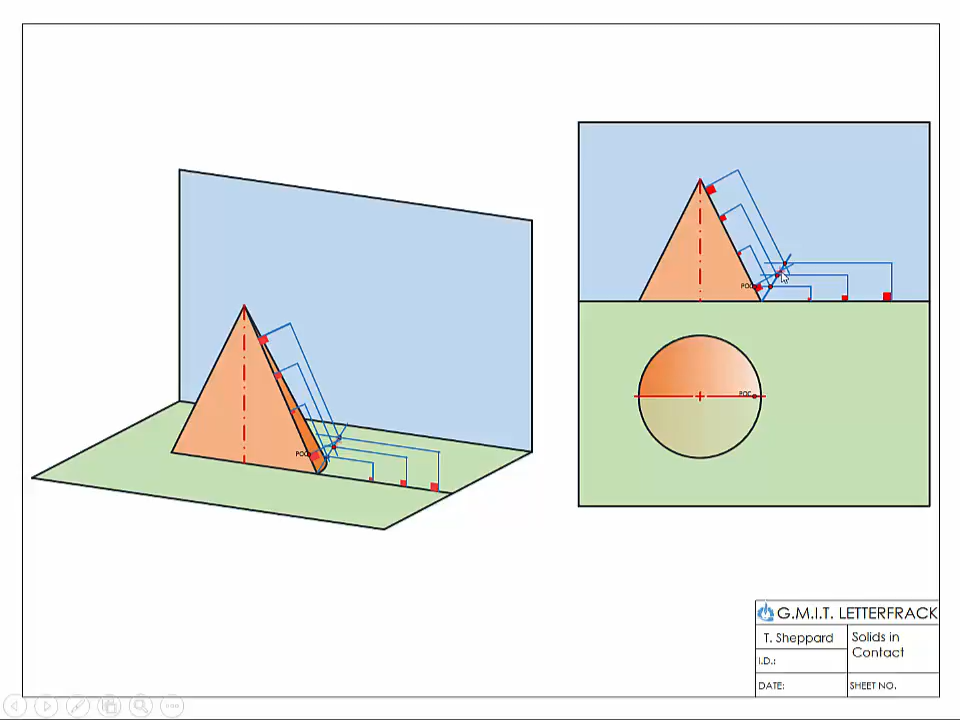 POC
POC
POC
G.M.I.T. LETTERFRACK
T. Sheppard
Solids in
Contact
I.D.:
DATE:
SHEET NO.